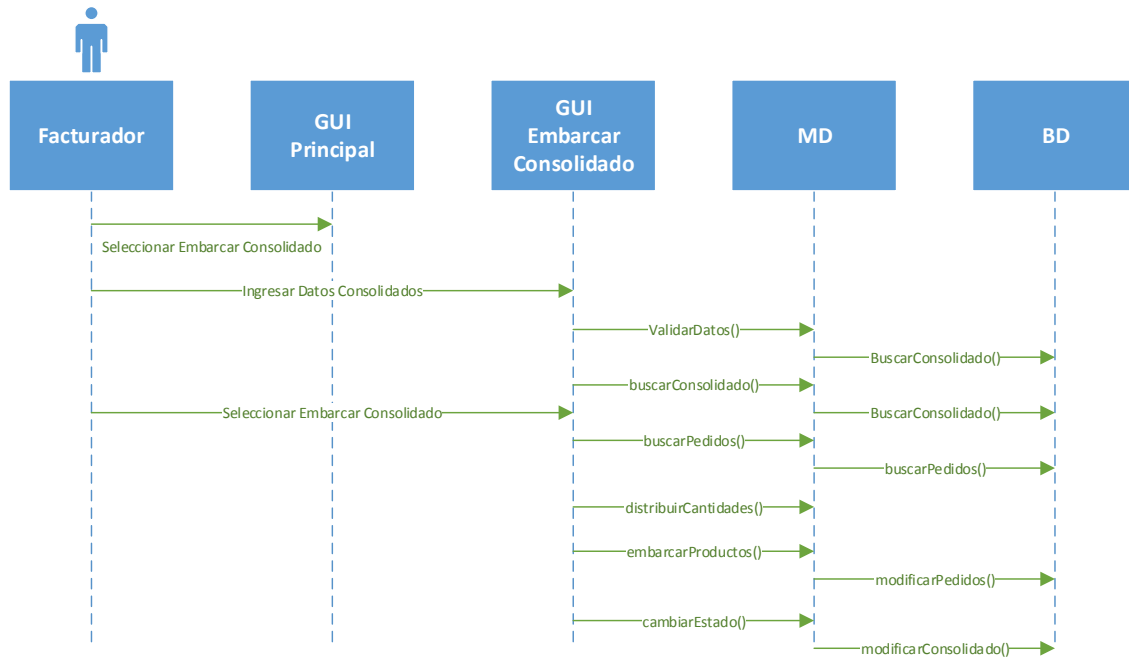 Facturador
GUI
Principal
GUI
Embarcar
Consolidado
MD
BD
Seleccionar Embarcar Consolidado
Ingresar Datos Consolidados
ValidarDatos()
BuscarConsolidado()
buscarConsolidado()
Seleccionar Embarcar Consolidado
BuscarConsolidado()
buscarPedidos()
buscarPedidos()
distribuirCantidades()
embarcarProductos()
modificarPedidos()
cambiarEstado()
modificarConsolidado()